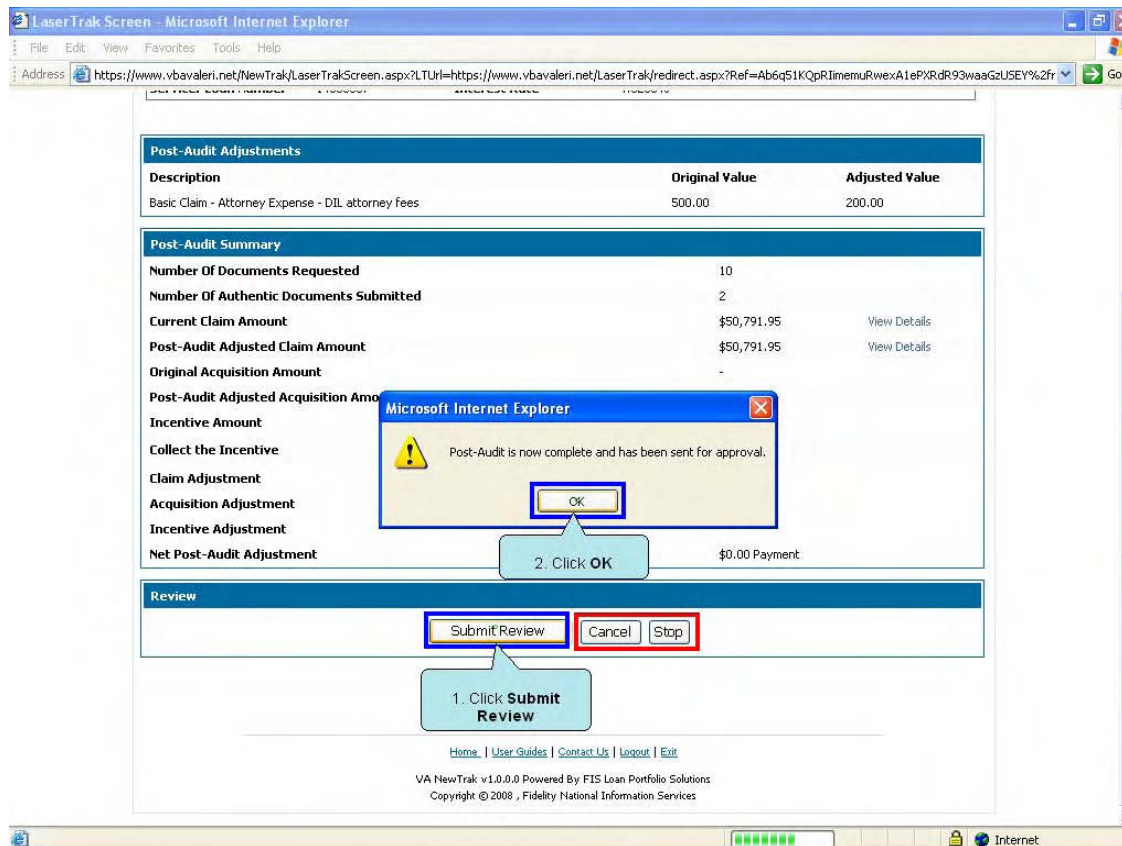 LaserTrak Screen - Microsoft Internet Explorer
File Edit View Favorites Tools Help
Address https://www.vbavaleri.net/NewTrak/LaserTrakScreen.aspx?LTUrl=https://www.vbavaleri.net/LaserTrak/redirect.aspx?Ref=Ab6q51KQpRIimemuRwexA1ePXRdR93waaGzUSEY%2fr Go
Servicer Loan Number Interest Rate
Post-Audit Adjustments
Description Original Value Adjusted Value
Basic Claim - Attorney Expense - DIL attorney fees 500.00 200.00
Post-Audit Summary
Number Of Documents Requested 10
Number Of Authentic Documents Submitted 2
Current Claim Amount $50,791.95 View Details
Post-Audit Adjusted Claim Amount $50,791.95 View Details
Original Acquisition Amount -
Post-Audit Adjusted Acquisition Amo
Microsoft Internet Explorer
Incentive Amount
Collect the Incentive
Post-Audit is now complete and has been sent for approval.
Claim Adjustment
Acquisition Adjustment
OK
Incentive Adjustment
Net Post-Audit Adjustment $0.00 Payment
2. Click OK
Review
Submit Review Cancel Stop
1. Click Submit
Review
Home | User Guides | Contact Us | Logout | Exit
VA NewTrak v1.0.0.0 Powered By FIS Loan Portfolio Solutions
Copyright © 2008 , Fidelity National Information Services
Internet